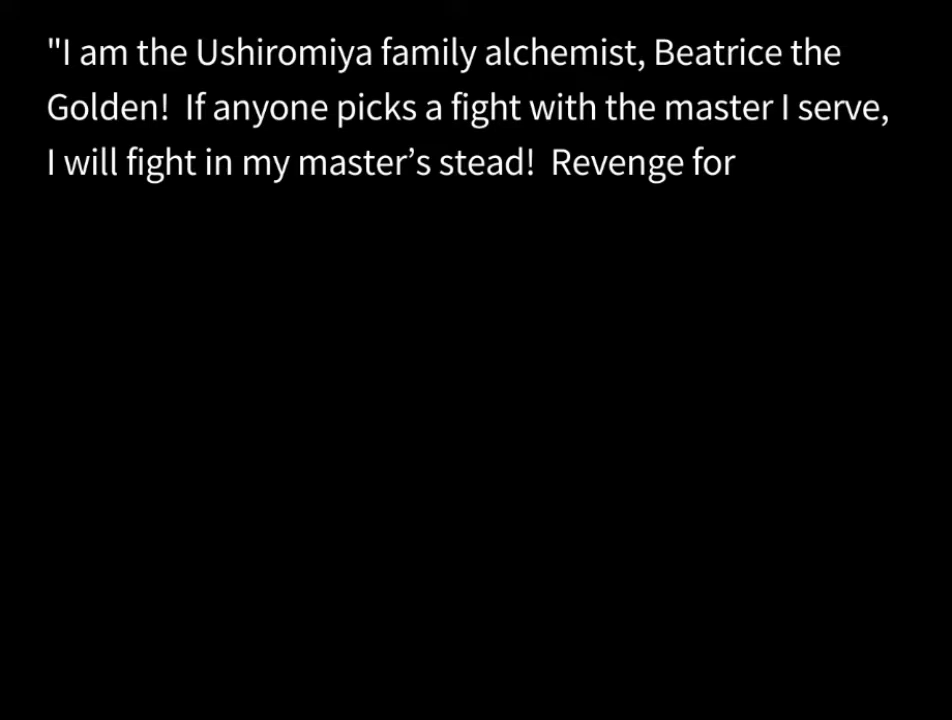 "I am the Ushiromiya family alchemist, Beatrice the
Golden!  If anyone picks a fight with the master I serve,
I will fight in my master’s stead!  Revenge for